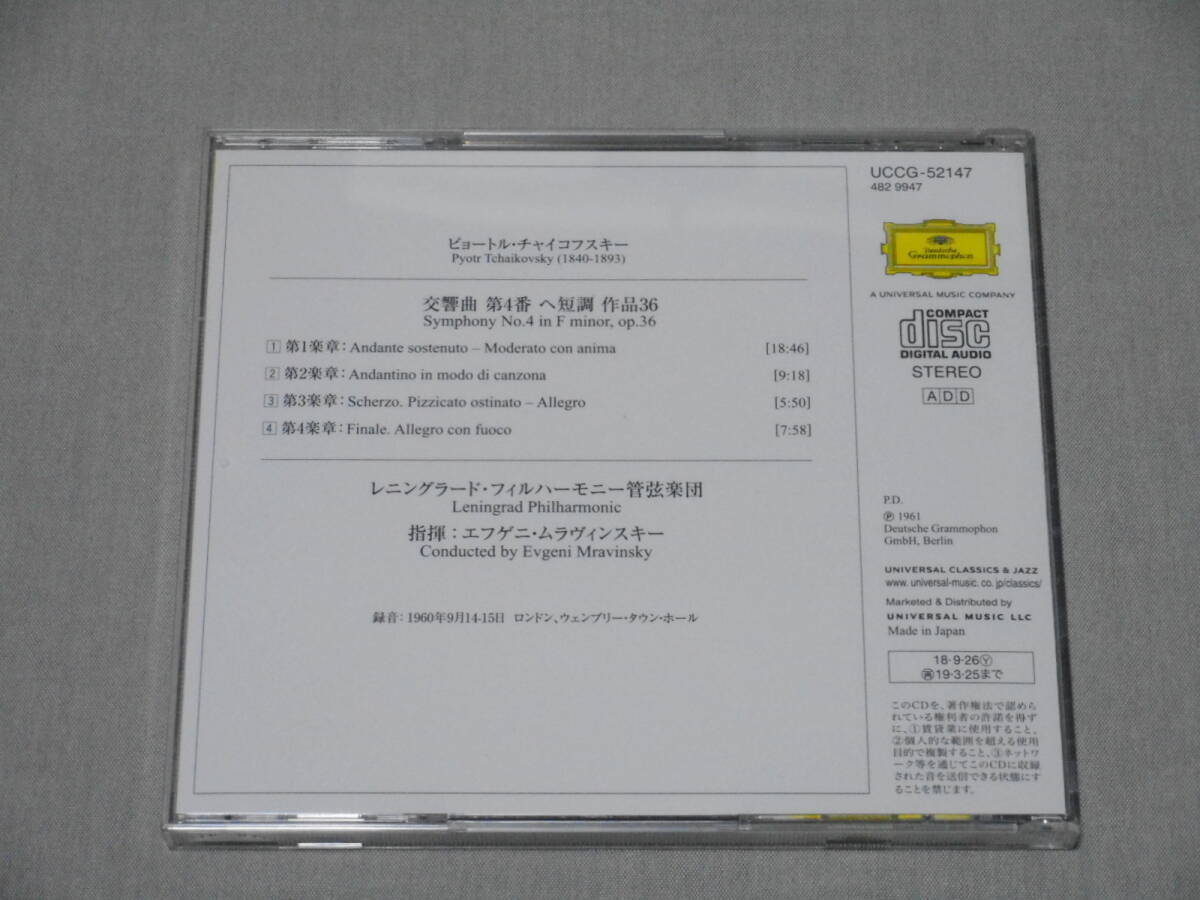 ピョートル・チャイコフスキー
Pyotr Tchaikovsky (1840-1893)
交響曲 第4番 ヘ短調 作品36
Symphony No.4 in F minor, op.36
1 第1楽章: Andante sostenuto – Moderato con anima [18:46]
2 第2楽章: Andantino in modo di canzona [9:18]
3 第3楽章: Scherzo. Pizzicato ostinato – Allegro [5:50]
4 第4楽章: Finale. Allegro con fuoco [7:58]
レニングラード・フィルハーモニー管弦楽団
Leningrad Philharmonic
指揮:エフゲニ・ムラヴィンスキー
Conducted by Evgeni Mravinsky
録音:1960年9月14-15日 ロンドン、ウェンブリー・タウン・ホール
UCCG-52147
482 9947
Deutsche
Grammophon
A UNIVERSAL MUSIC COMPANY
COMPACT
disc
DIGITAL AUDIO
STEREO
ADD
P.D.
Ⓟ 1961
Deutsche Grammophon
GmbH, Berlin
UNIVERSAL CLASSICS & JAZZ
www. universal-music. co. jp/classics/
Marketed & Distributed by
UNIVERSAL MUSIC LLC
Made in Japan
18・9・26Ⓨ
㊢19・3・25まで
このCDを、著作権法で認めら
れている権利者の許諾を得ず
に、①賃貸業に使用すること、
②個人的な範囲を超える使用
目的で複製すること、③ネットワ
ーク等を通じてこのCDに収録
された音を送信できる状態にす
ることを禁じます。